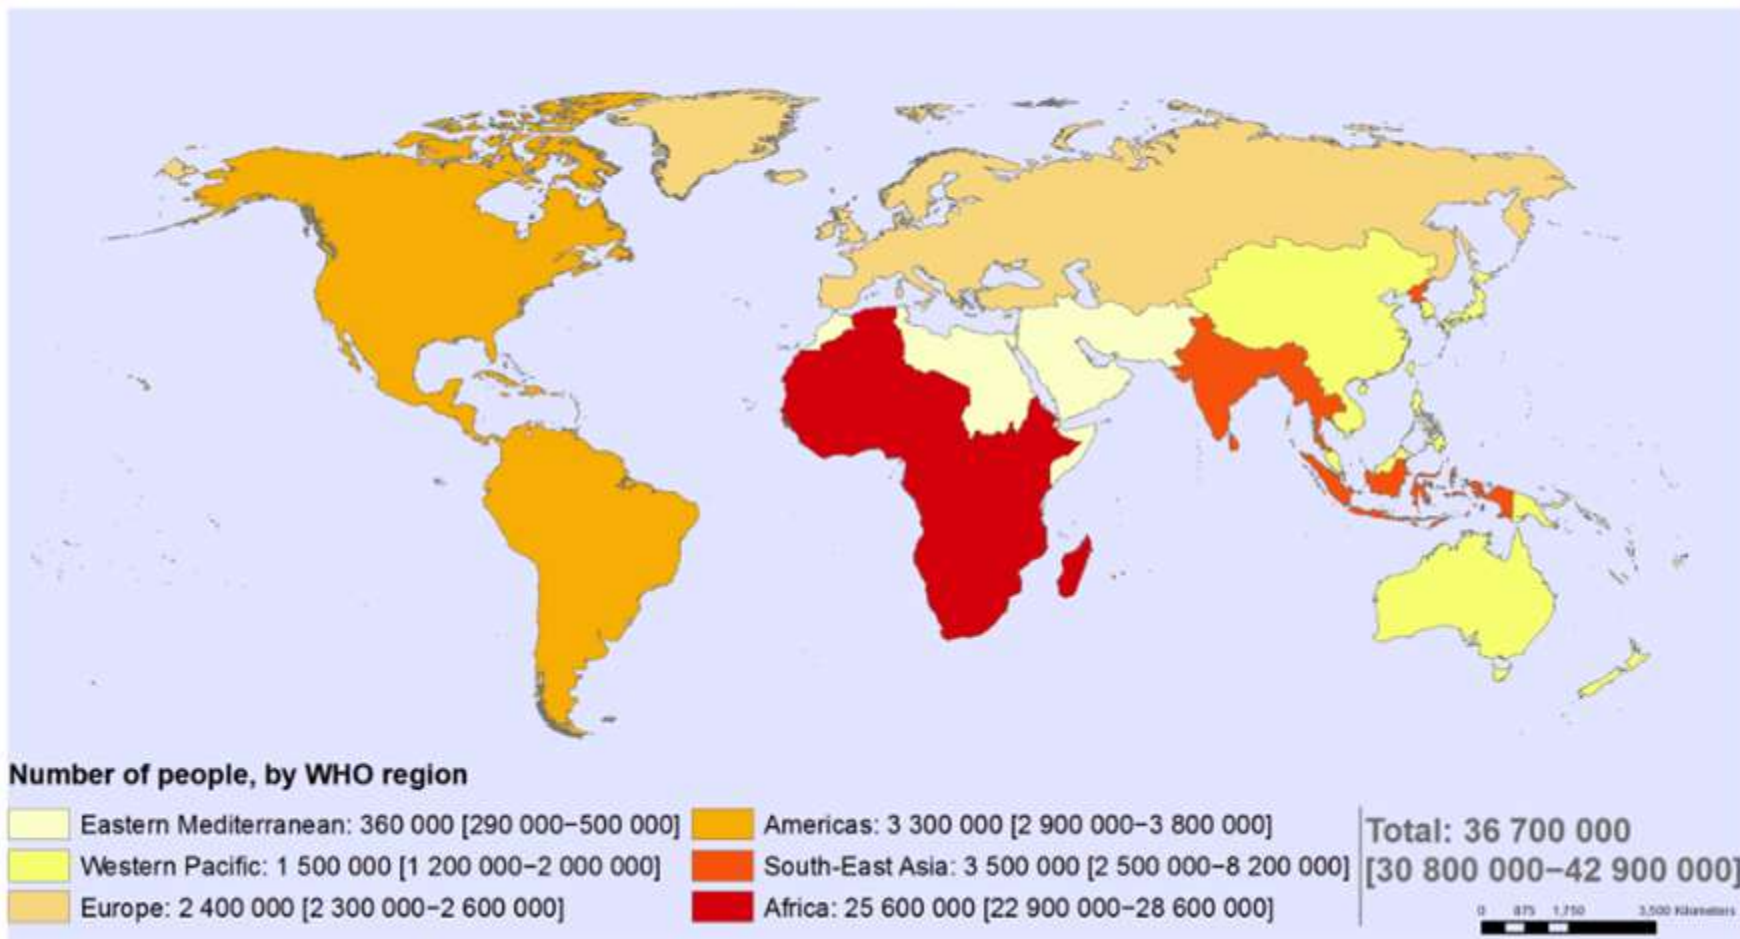 Number of people, by WHO region
Eastern Mediterranean: 360 000 [290 000–500 000]
Western Pacific: 1 500 000 [1 200 000–2 000 000]
Europe: 2 400 000 [2 300 000–2 600 000]
Americas: 3 300 000 [2 900 000–3 800 000]
South-East Asia: 3 500 000 [2 500 000–8 200 000]
Africa: 25 600 000 [22 900 000–28 600 000]
Total: 36 700 000
[30 800 000–42 900 000]
0 875 1,750 3,500 Kilometers